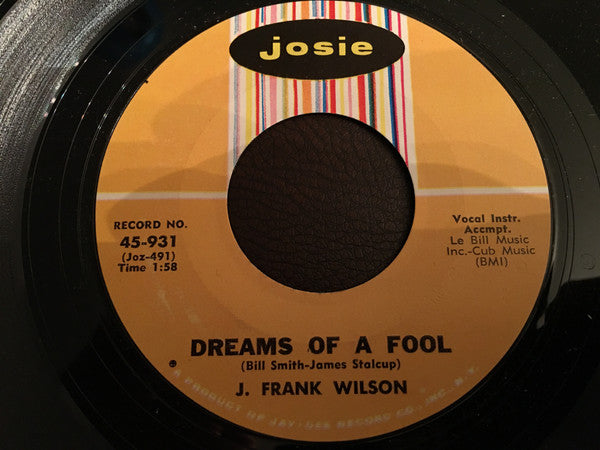 josie
RECORD NO.
45-931
(Joz-491)
Time 1:58
Vocal Instr.
Accmpt.
Le Bill Music
Inc.-Cub Music
(BMI)
DREAMS OF A FOOL
(Bill Smith-James Stalcup)
J. FRANK WILSON
A PRODUCT OF JAY-GEE RECORD CO., INC., N.Y.